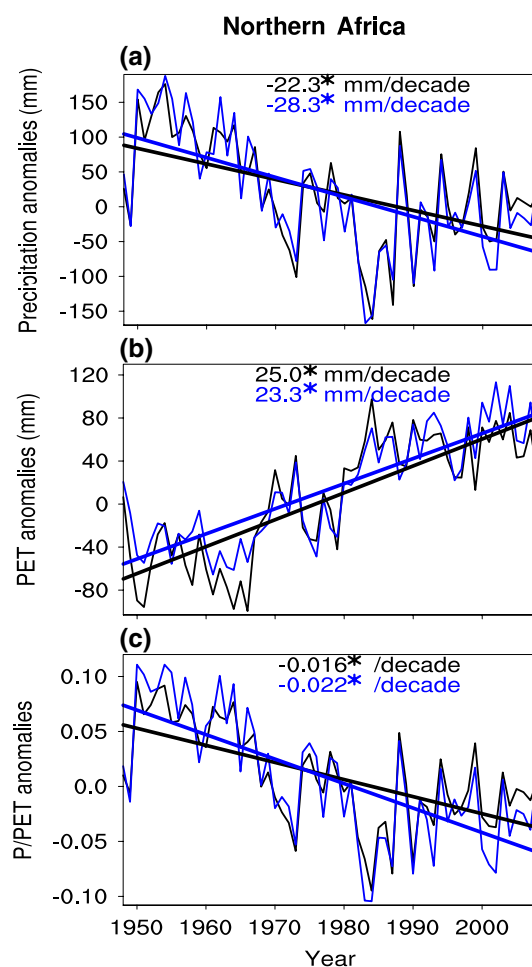 Northern Africa
(a)
-22.3* mm/decade
-28.3* mm/decade
Precipitation anomalies (mm)
150
100
50
0
-50
-100
-150
(b)
25.0* mm/decade
23.3* mm/decade
PET anomalies (mm)
120
80
40
0
-40
-80
(c)
-0.016* /decade
-0.022* /decade
P/PET anomalies
0.10
0.05
0.0
-0.05
-0.10
1950 1960 1970 1980 1990 2000
Year